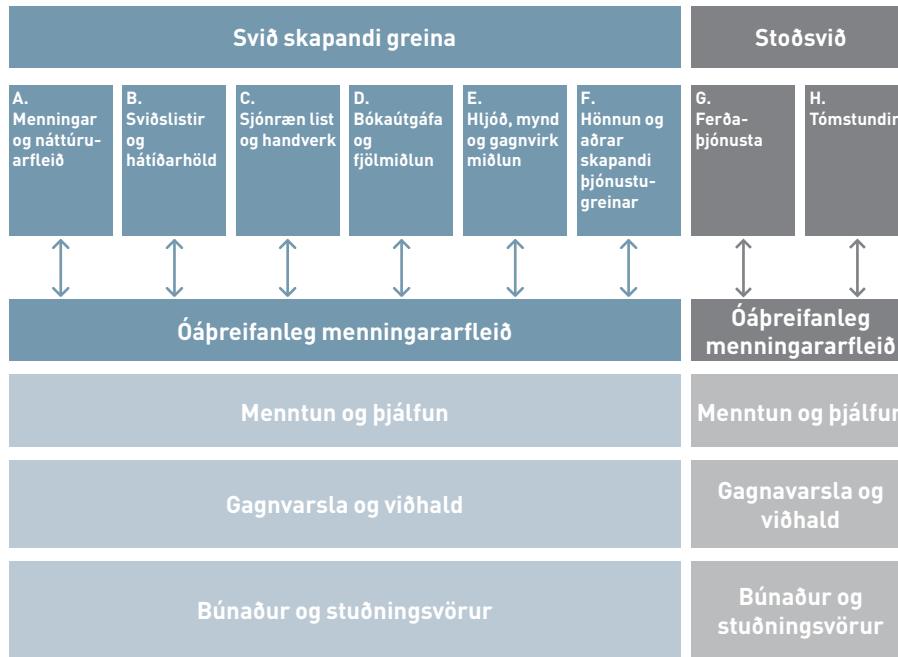 Svið skapandi greina
Stoðsvið
A.
Menningar
og náttúru-
arfleið
B.
Sviðslistir
og
hátíðarhöld
C.
Sjónræn list
og handverk
D.
Bókaútgáfa
og
fjölmiðlun
E.
Hljóð, mynd
og gagnvirk
miðlun
F.
Hönnun og
aðrar
skapandi
þjónustu-
greinar
G.
Ferða-
þjónusta
H.
Tómstundir
Óáþreifanleg menningararfleið
Óáþreifanleg
menningararfleið
Menntun og þjálfun
Menntun og þjálfun
Gagnvarsla og viðhald
Gagnavarsla og
viðhald
Búnaður og stuðningsvörur
Búnaður og
stuðningsvörur